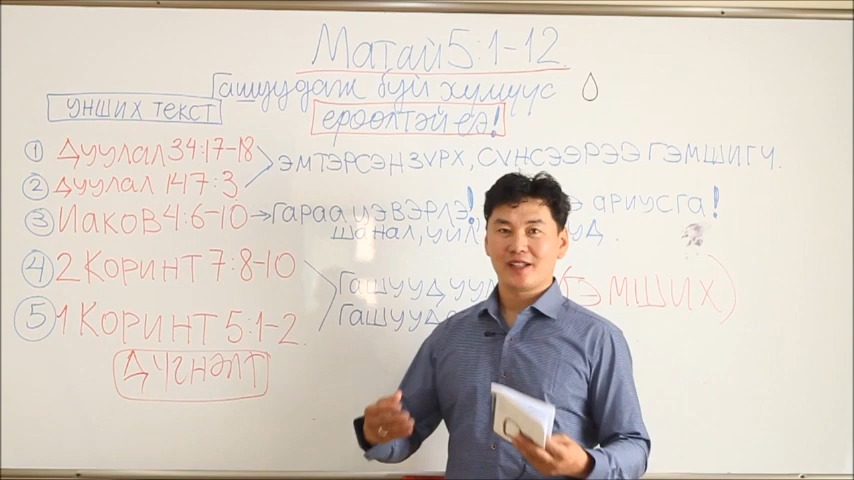 Матай 5:1-12
Гашуудаж буй хүмүүс
ерөөлтэй еэ!
УНШИХ ТЕКСТ
① Дуулал 34:17-18
ЭМТЭРСЭН ЗҮРХ, СҮНСЭЭРЭЭ ГЭМШИГЧ.
② Дуулал 147:3
③ Иаков 4:6-10 → ГАРАА ЦЭВЭРЛЭ! АРИУСГА!
ШАНАЛ,
④ 2 Коринт 7:8-10
(ГЭМШИХ)
⑤ 1 Коринт 5:1-2.
ДҮГНЭЛТ